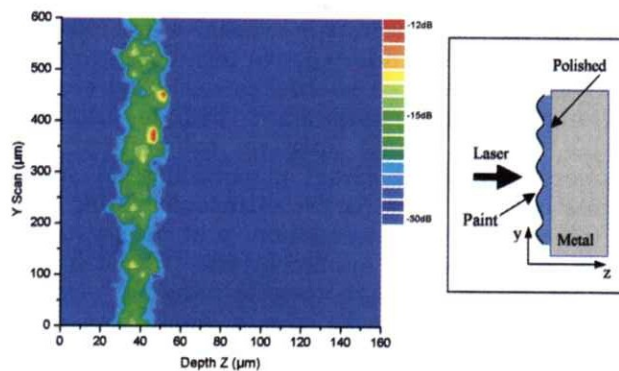 600
500
400
300
200
100
0
Y Scan (µm)
0 20 40 60 80 100 120 140 160
Depth Z (µm)
-12dB
-15dB
-30dB
Polished
Laser
Paint
y
Metal
z